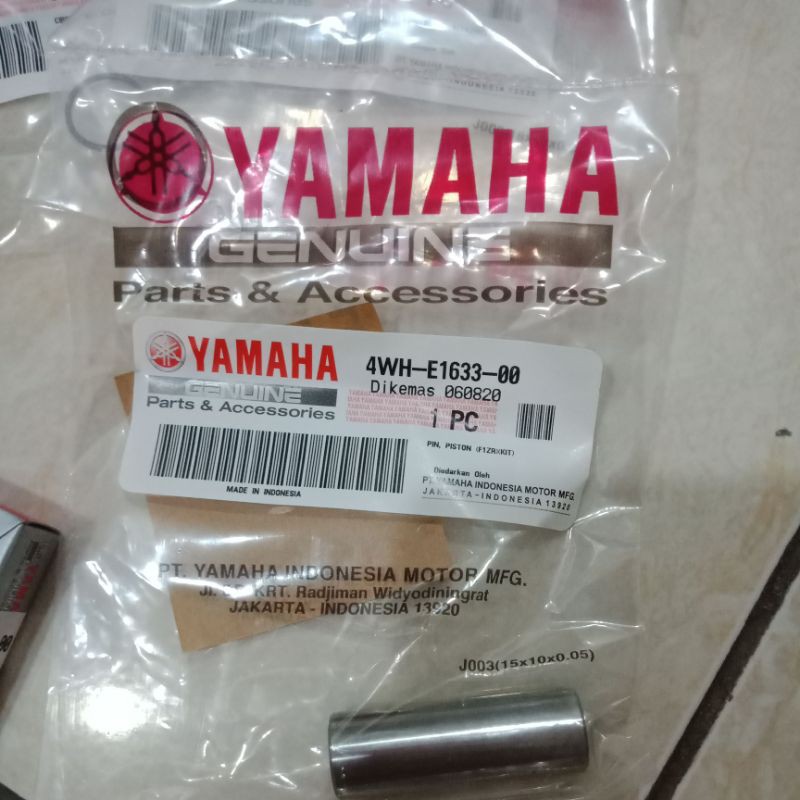 YAMAHA
GENUINE
Parts & Accessories
YAMAHA
GENUINE
Parts & Accessories
MADE IN INDONESIA
4WH-E1633-00
Dikemas 060820
1 PC
PIN, PISTON (F1ZRXKIT)
Diedarkan Oleh
PT.YAMAHA INDONESIA MOTOR MFG.
JAKARTA-INDONESIA 13920
PT. YAMAHA INDONESIA MOTOR MFG.
KRT. Radjiman Widyodiningrat
JAKARTA - INDONESIA 13920
J003(15x10x0.05)